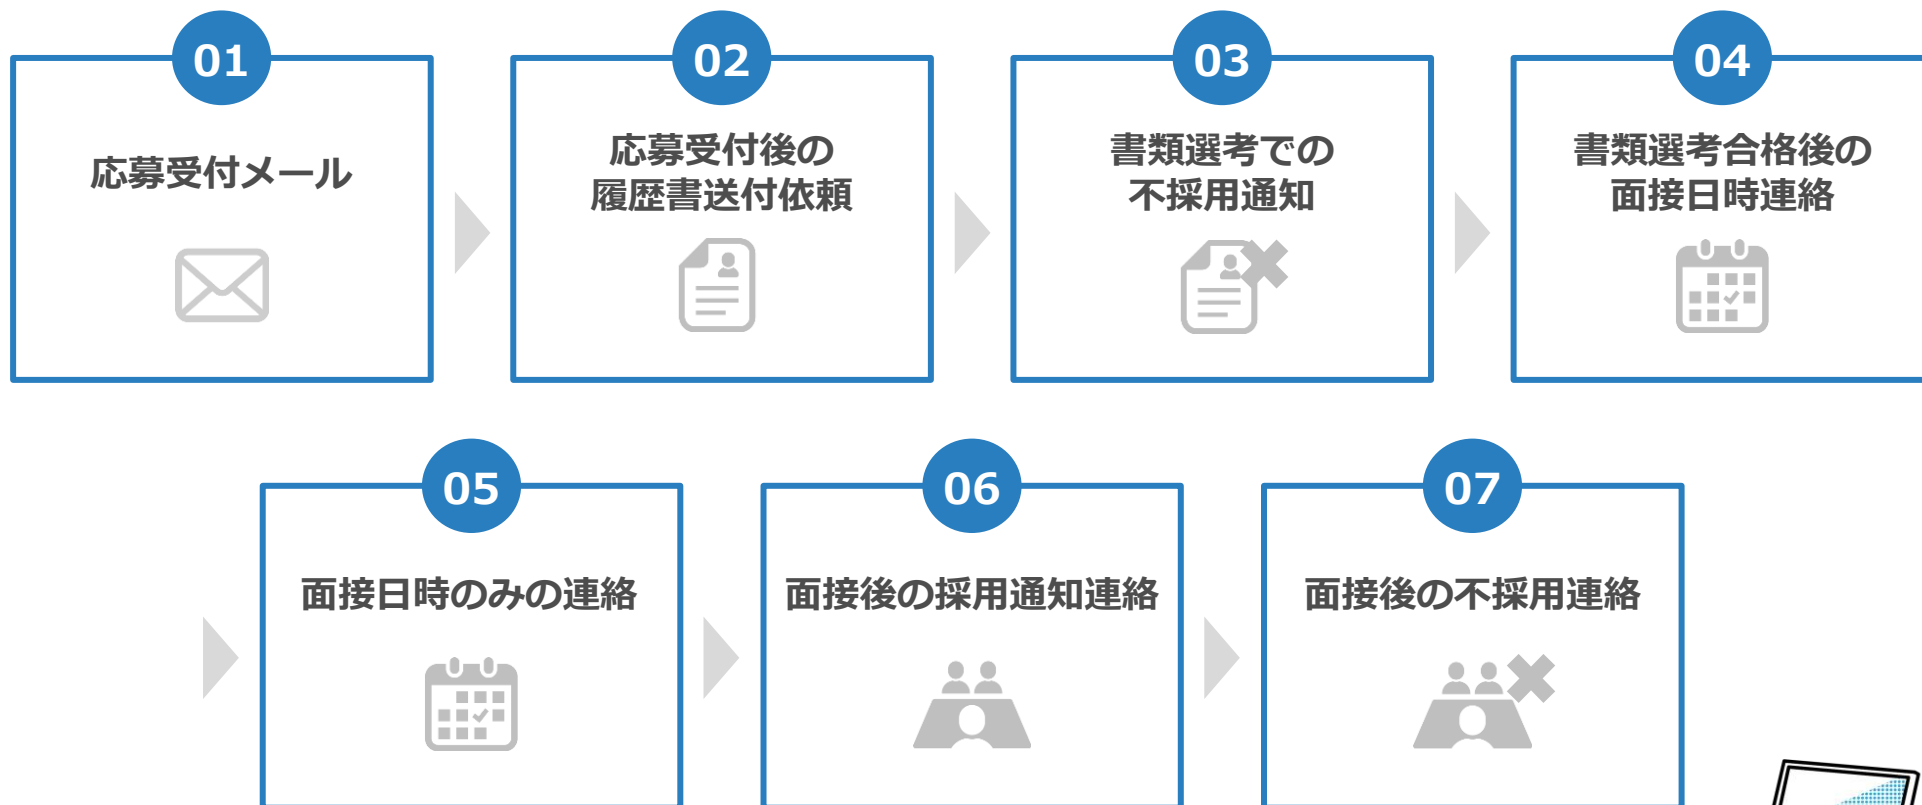 01
応募受付メール
02
応募受付後の
履歴書送付依頼
03
書類選考での
不採用通知
04
書類選考合格後の
面接日時連絡
05
面接日時のみの連絡
06
面接後の採用通知連絡
07
面接後の不採用連絡